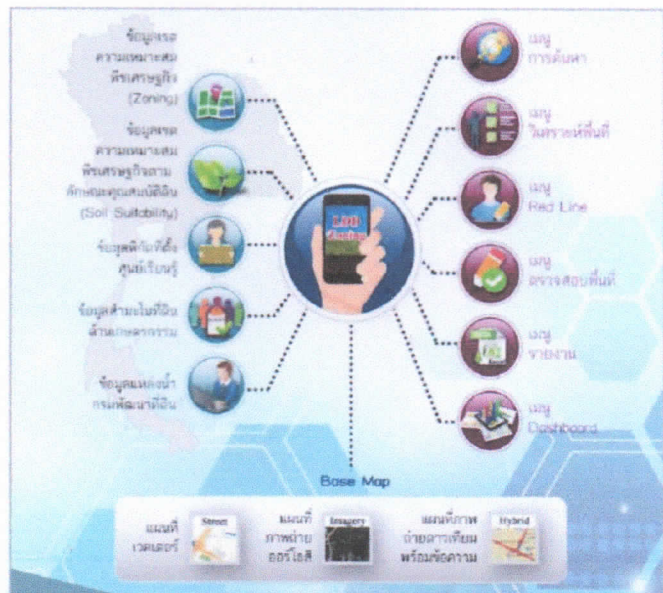 ข้อมูลเขต
ความเหมาะสม
พืชเศรษฐกิจ
(Zoning)
ข้อมูลเขต
ความเหมาะสม
พืชเศรษฐกิจตาม
ลักษณะคุณสมบัติดิน
(Soil Suitability)
ข้อมูลพิกัดที่ตั้ง
ศูนย์เรียนรู้
ข้อมูลสำมะโนที่ดิน
ด้านเกษตรกรรม
ข้อมูลแหล่งน้ำ
กรมพัฒนาที่ดิน
LDD
Zoning
เมนู
การค้นหา
เมนู
วิเคราะห์พื้นที่
เมนู
Red Line
เมนู
ตรวจสอบพื้นที่
เมนู
รายงาน
เมนู
Dashboard
Base Map
แผนที่
เวคเตอร์
Street
แผนที่
ภาพถ่าย
ออร์โธสี
Imagery
แผนที่ภาพ
ถ่ายดาวเทียม
พร้อมข้อความ
Hybrid